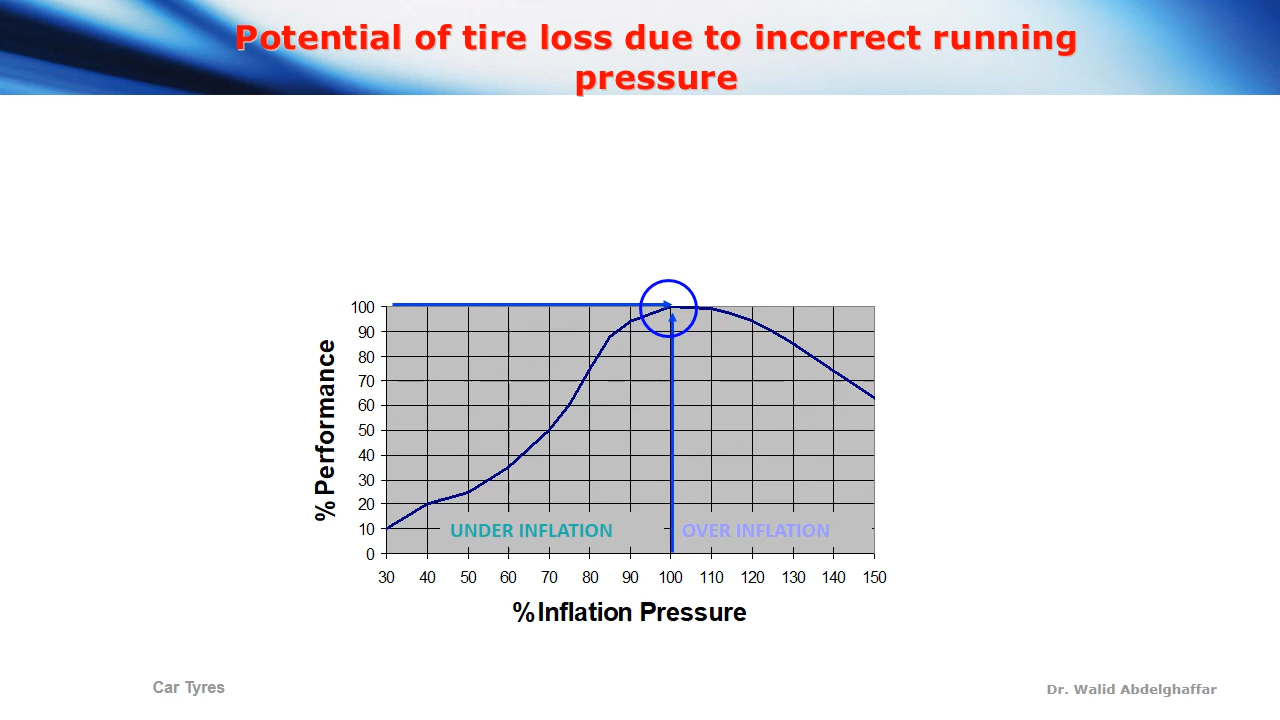 Potential of tire loss due to incorrect running
pressure
100
90
80
70
60
50
40
30
20
10
0
% Performance
UNDER INFLATION
OVER INFLATION
30 40 50 60 70 80 90 100 110 120 130 140 150
% Inflation Pressure
Car Tyres
Dr. Walid Abdelghaffar